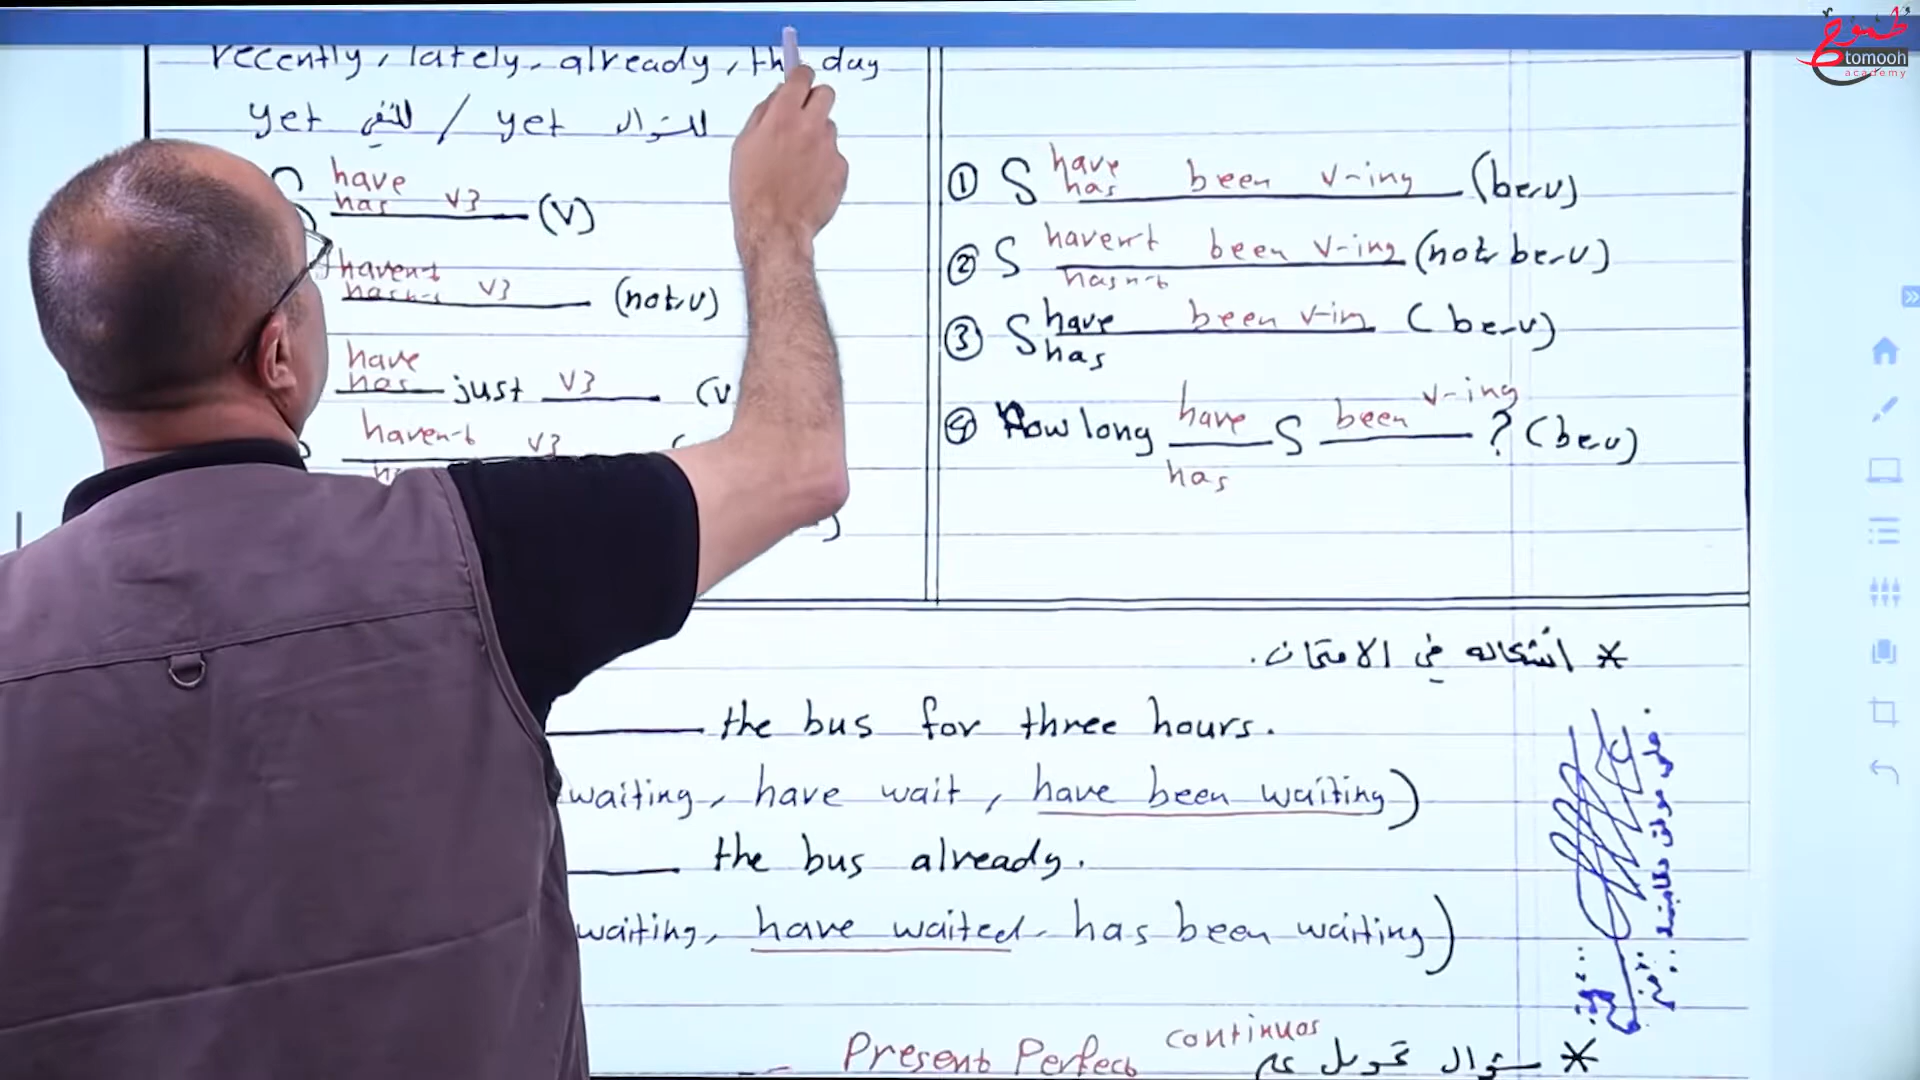 recently, lately, already, the day
yet للنفي / yet للسؤال
have
has v3 (v)
haven't
hasn't v3 (not, v)
have
has just v3 (v
haven't v3
① S have has been v-ing (be, v)
② S haven't been v-ing (not, be, v)
hasn't
③ S have been v-in (be, v)
has
④ How long have S been v-ing ? (be, v)
has
* أشكاله في الامتحان.
the bus for three hours.
waiting, have wait, have been waiting)
the bus already.
waiting, have waited, has been waiting)
continuos
* سؤال تحويل عم Present Perfect
طموح
tomooh
academy